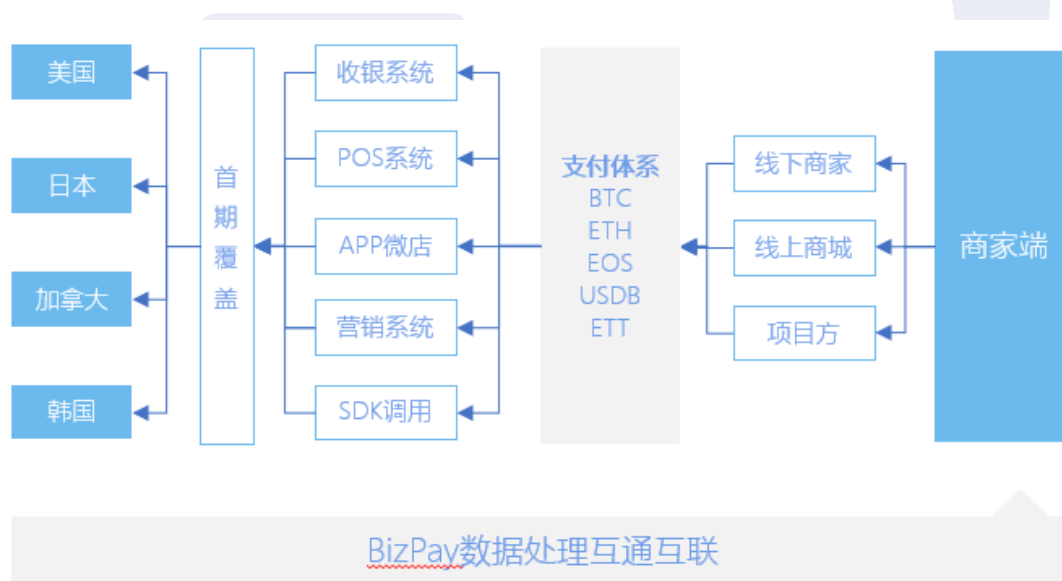 美国
日本
加拿大
韩国
首
期
覆
盖
收银系统
POS系统
APP微店
营销系统
SDK调用
支付体系
BTC
ETH
EOS
USDB
ETT
线下商家
线上商城
项目方
商家端
BizPay数据处理互通互联